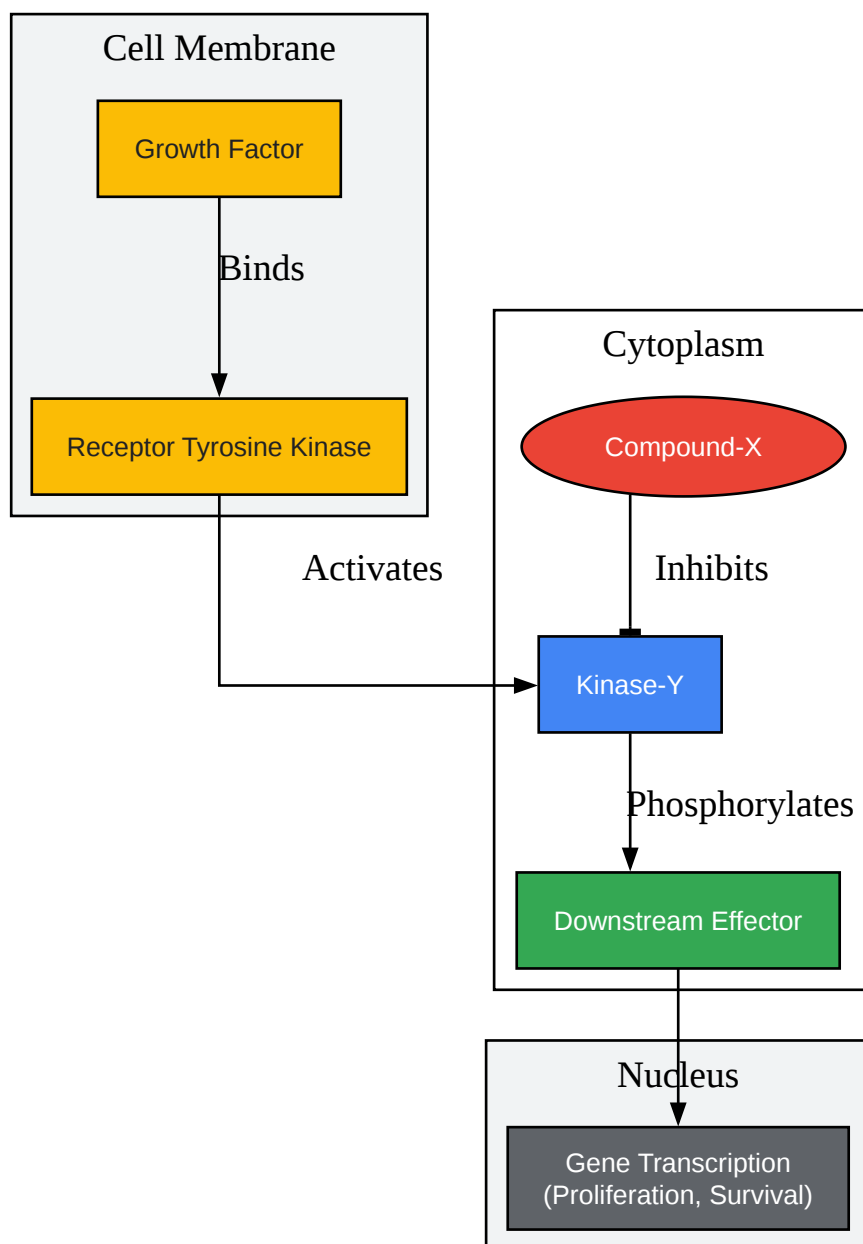 Cell Membrane
Growth Factor
Binds
Receptor Tyrosine Kinase
Activates
Cytoplasm
Compound-X
Inhibits
Kinase-Y
Phosphorylates
Downstream Effector
Nucleus
Gene Transcription
(Proliferation, Survival)